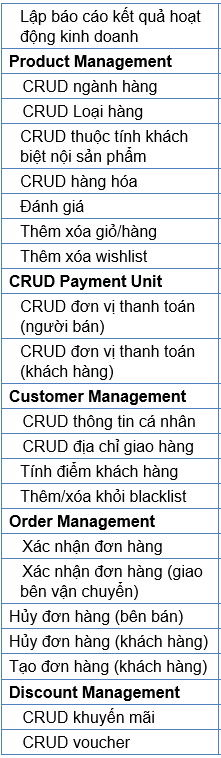 Lập báo cáo kết quả hoạt
động kinh doanh
Product Management
CRUD ngành hàng
CRUD Loại hàng
CRUD thuộc tính khách
biệt nội sản phẩm
CRUD hàng hóa
Đánh giá
Thêm xóa giỏ/hàng
Thêm xóa wishlist
CRUD Payment Unit
CRUD đơn vị thanh toán
(người bán)
CRUD đơn vị thanh toán
(khách hàng)
Customer Management
CRUD thông tin cá nhân
CRUD địa chỉ giao hàng
Tính điểm khách hàng
Thêm/xóa khỏi blacklist
Order Management
Xác nhận đơn hàng
Xác nhận đơn hàng (giao
bên vận chuyển)
Hủy đơn hàng (bên bán)
Hủy đơn hàng (khách hàng)
Tạo đơn hàng (khách hàng)
Discount Management
CRUD khuyến mãi
CRUD voucher